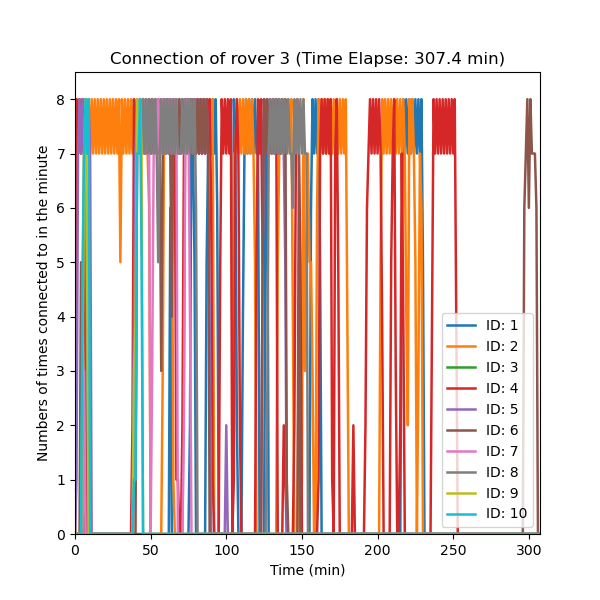 Connection of rover 3 (Time Elapse: 307.4 min)
Numbers of times connected to in the minute
8
7
6
5
4
3
2
1
0
ID: 1
ID: 2
ID: 3
ID: 4
ID: 5
ID: 6
ID: 7
ID: 8
ID: 9
ID: 10
0 50 100 150 200 250 300
Time (min)